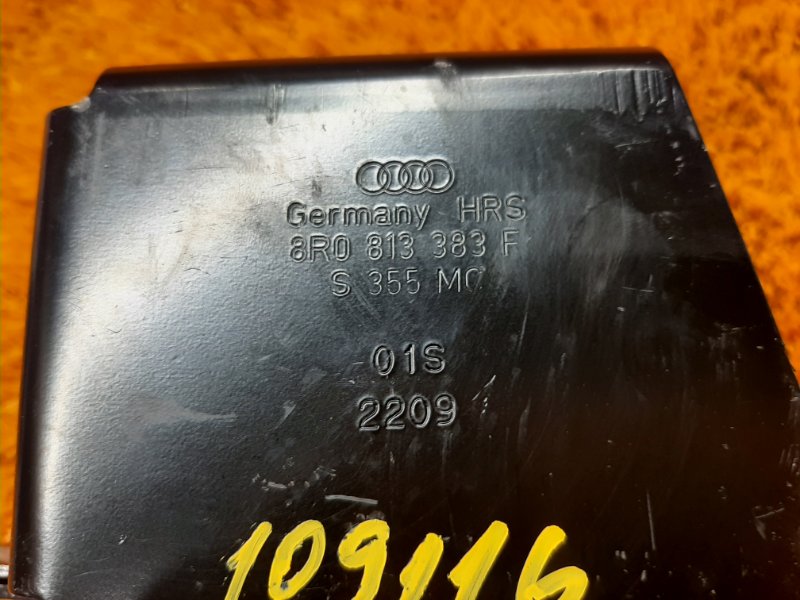 Germany HRS
8R0 813 383 F
S 355 MC
01S
2209
109116